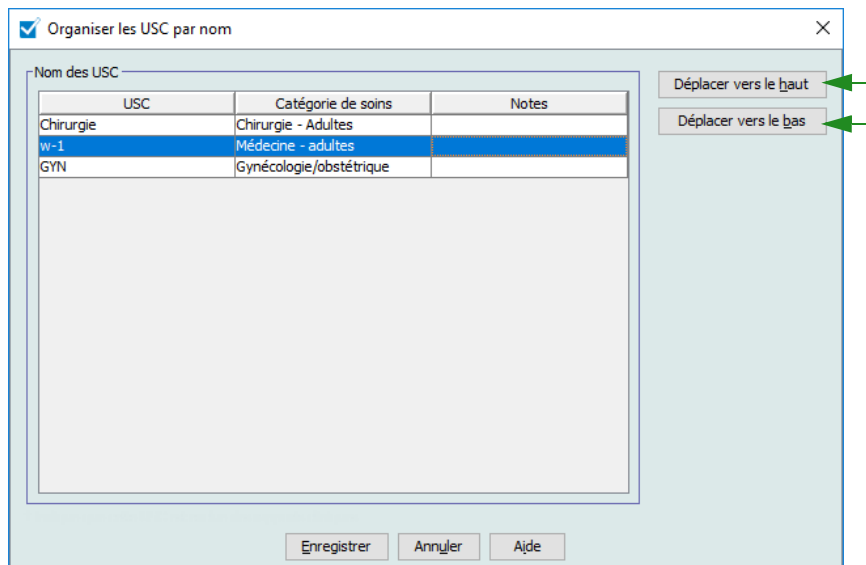 Organiser les USC par nom
Nom des USC
USC Catégorie de soins Notes
Chirurgie Chirurgie - Adultes
w-1 Médecine - adultes
GYN Gynécologie/obstétrique
Déplacer vers le haut
Déplacer vers le bas
Enregistrer Annuler Aide